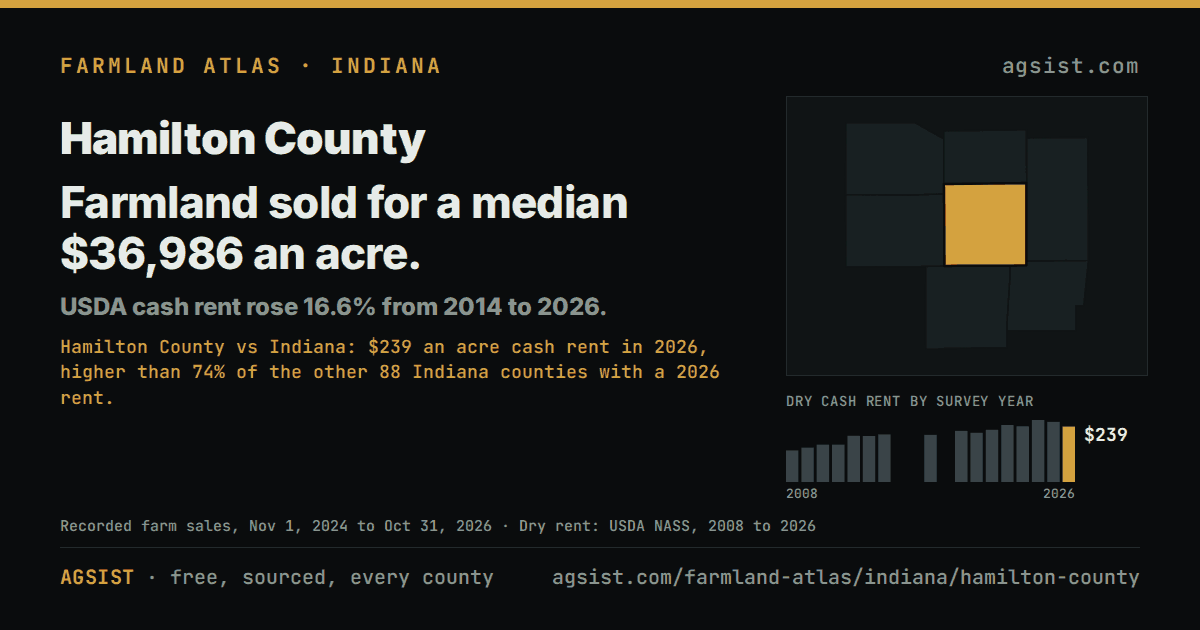 FARMLAND ATLAS · INDIANA
agsist.com
Hamilton County
Farmland sold for a median
$36,986 an acre.
USDA cash rent rose 16.6% from 2014 to 2026.
Hamilton County vs Indiana: $239 an acre cash rent in 2026,
higher than 74% of the other 88 Indiana counties with a 2026
rent.
DRY CASH RENT BY SURVEY YEAR
$239
2008
2026
Recorded farm sales, Nov 1, 2024 to Oct 31, 2026 · Dry rent: USDA NASS, 2008 to 2026
AGSIST · free, sourced, every county
agsist.com/farmland-atlas/indiana/hamilton-county